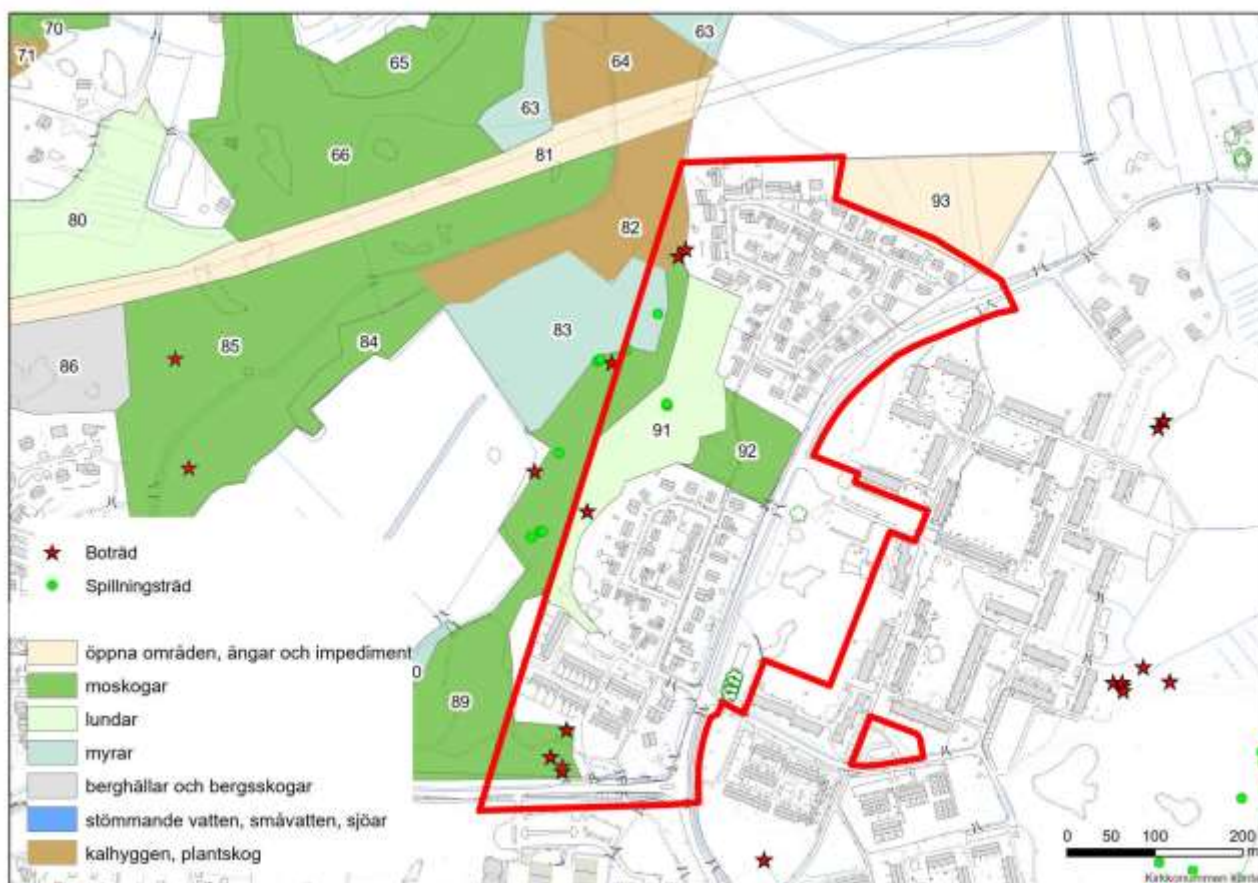 70
71
65
63
64
63
66
81
80
82
93
83
86
85
84
91
92
89
0
Boträd
Spillningsträd
öppna områden, ängar och impediment
moskogar
lundar
myrar
berghällar och bergsskogar
stömmande vatten, småvatten, sjöar
kalhyggen, plantskog
0 50 100 200
m